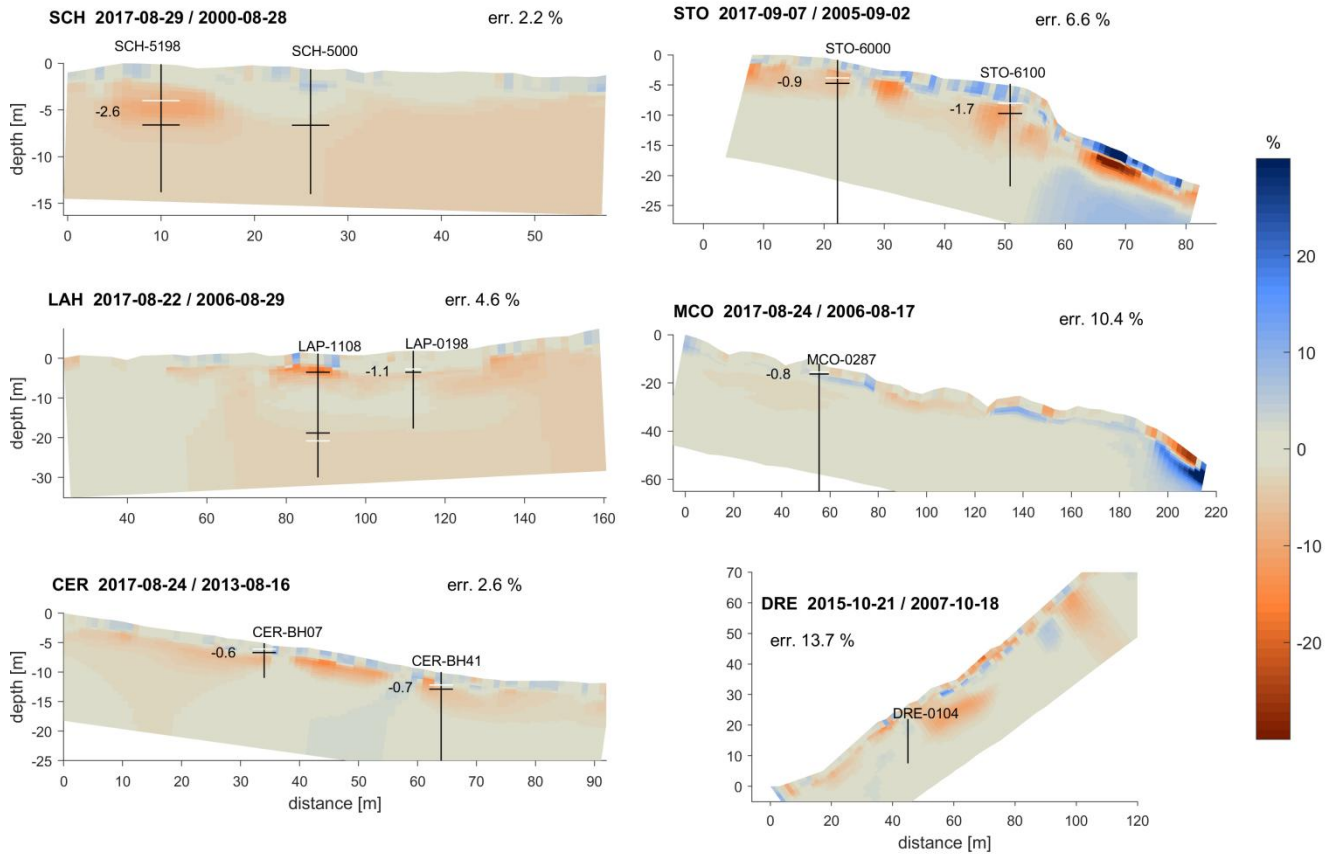 SCH 2017-08-29 / 2000-08-28
err. 2.2 %
SCH-5198
SCH-5000
-2.6
depth [m]
0
-5
-10
-15
0 10 20 30 40 50
STO 2017-09-07 / 2005-09-02
err. 6.6 %
STO-6000
STO-6100
-0.9
-1.7
0
-5
-10
-15
-20
-25
0 10 20 30 40 50 60 70 80
LAH 2017-08-22 / 2006-08-29
err. 4.6 %
LAP-1108
LAP-0198
-1.1
depth [m]
0
-10
-20
-30
40 60 80 100 120 140 160
MCO 2017-08-24 / 2006-08-17
err. 10.4 %
MCO-0287
-0.8
0
-20
-40
-60
0 20 40 60 80 100 120 140 160 180 200 220
CER 2017-08-24 / 2013-08-16
err. 2.6 %
CER-BH07
CER-BH41
-0.6
-0.7
depth [m]
0
-5
-10
-15
-20
-25
0 10 20 30 40 50 60 70 80 90
distance [m]
DRE 2015-10-21 / 2007-10-18
err. 13.7 %
DRE-0104
70
60
50
40
30
20
10
0
0 20 40 60 80 100 120
distance [m]
%
20
10
0
-10
-20